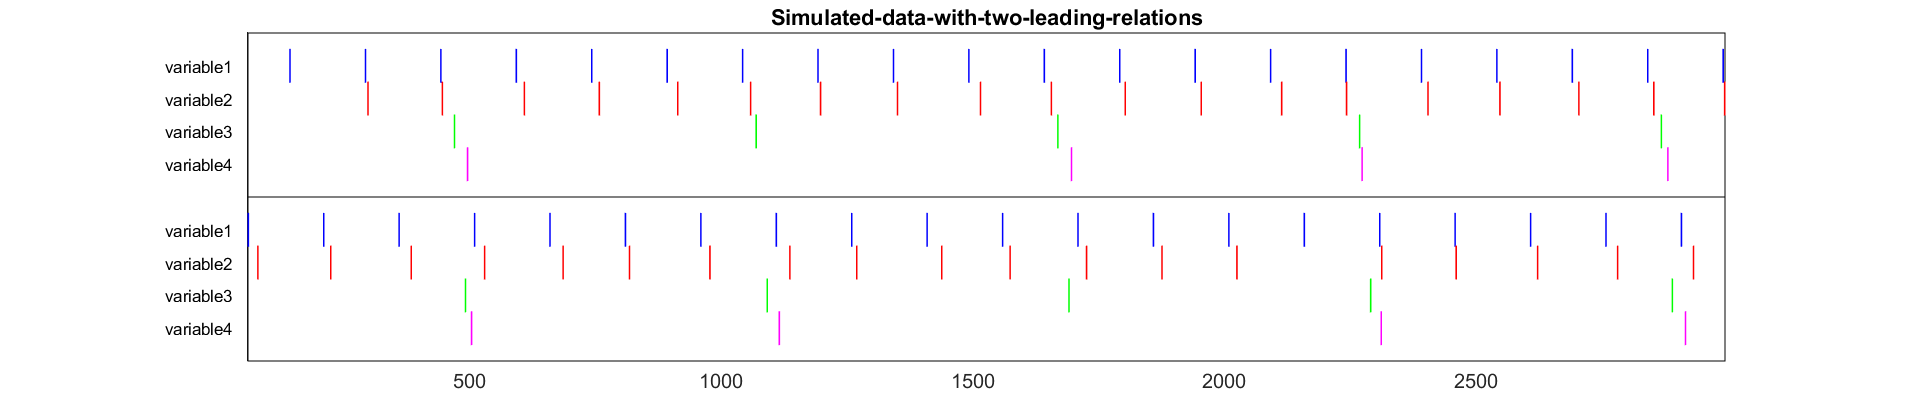 Simulated-data-with-two-leading-relations
variable1
variable2
variable3
variable4
variable1
variable2
variable3
variable4
500 1000 1500 2000 2500